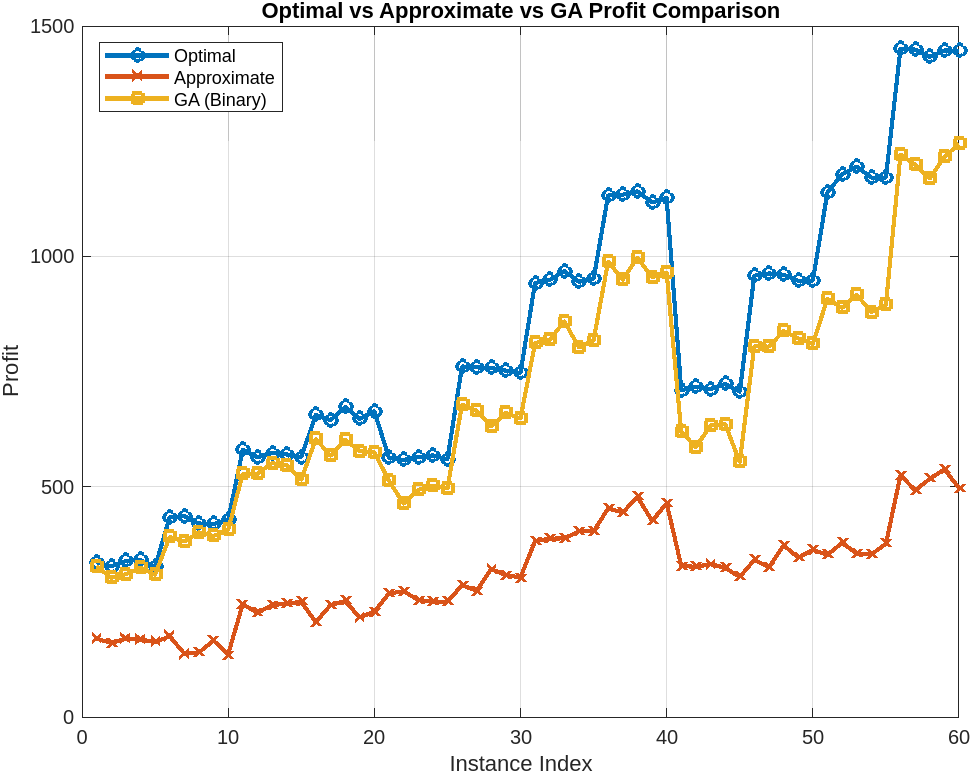 Optimal vs Approximate vs GA Profit Comparison
Optimal
Approximate
GA (Binary)
1500
1000
500
0
Profit
0 10 20 30 40 50 60
Instance Index